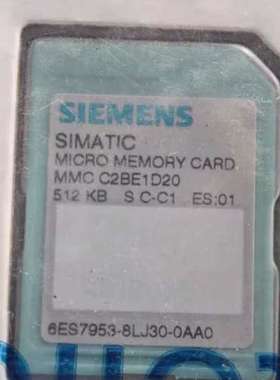 SIEMENS
SIMATIC
MICRO MEMORY CARD
MMC C2BE1D20
512 KB S C-C1 ES:01
6ES7953-8LJ30-0AA0